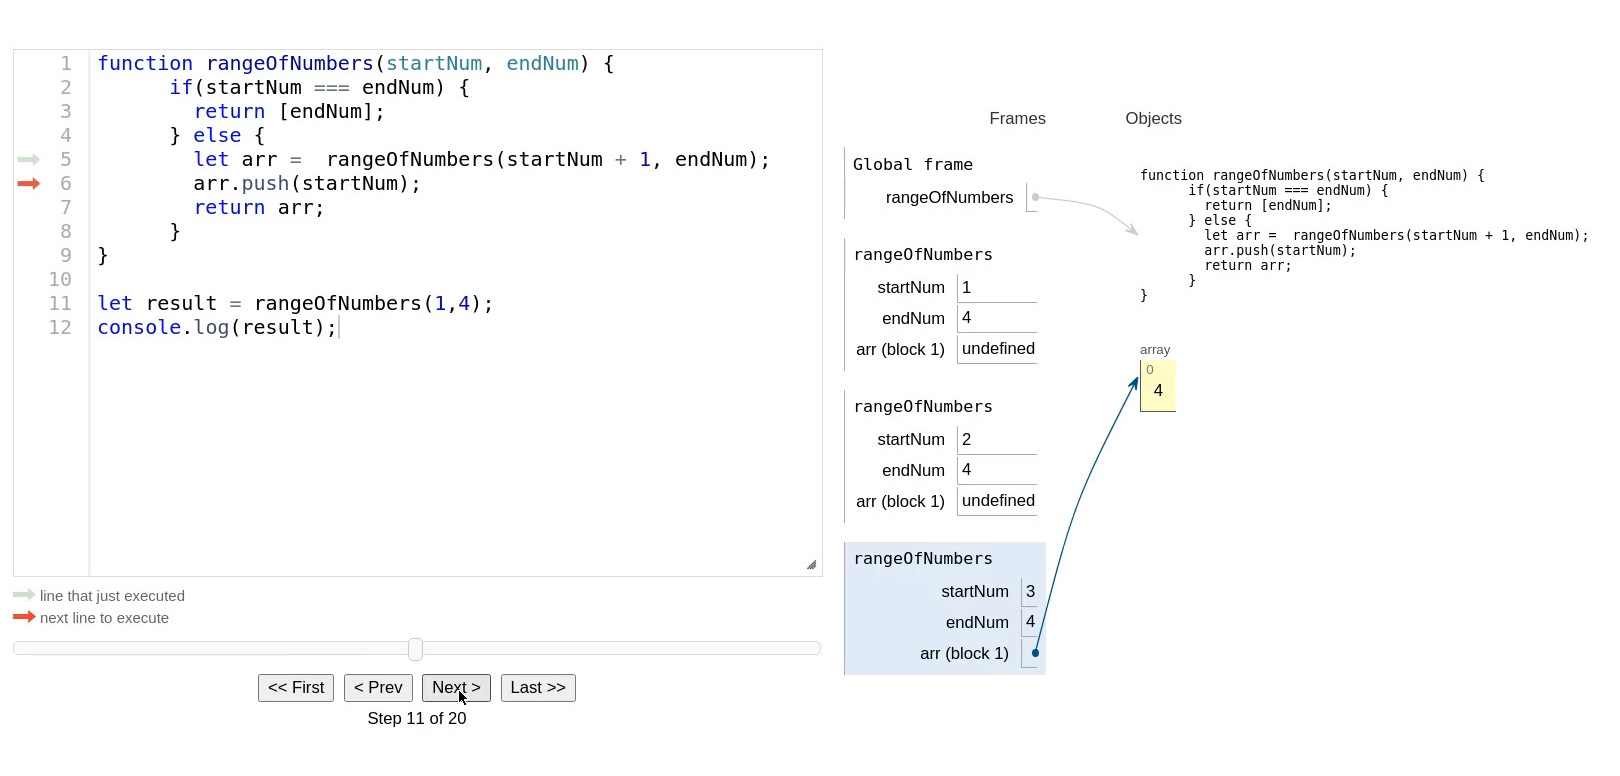 1 function rangeOfNumbers(startNum, endNum) {
2 if(startNum === endNum) {
3 return [endNum];
4 } else {
5 let arr =  rangeOfNumbers(startNum + 1, endNum);
6 arr.push(startNum);
7 return arr;
8 }
9 }
10
11 let result = rangeOfNumbers(1,4);
12 console.log(result);
line that just executed
next line to execute
<< First < Prev Next > Last >>
Step 11 of 20
Frames Objects
Global frame
rangeOfNumbers
rangeOfNumbers
startNum 1
endNum 4
arr (block 1) undefined
rangeOfNumbers
startNum 2
endNum 4
arr (block 1) undefined
rangeOfNumbers
startNum 3
endNum 4
arr (block 1)
function rangeOfNumbers(startNum, endNum) {
if(startNum === endNum) {
return [endNum];
} else {
let arr =  rangeOfNumbers(startNum + 1, endNum);
arr.push(startNum);
return arr;
}
}
array
0
4